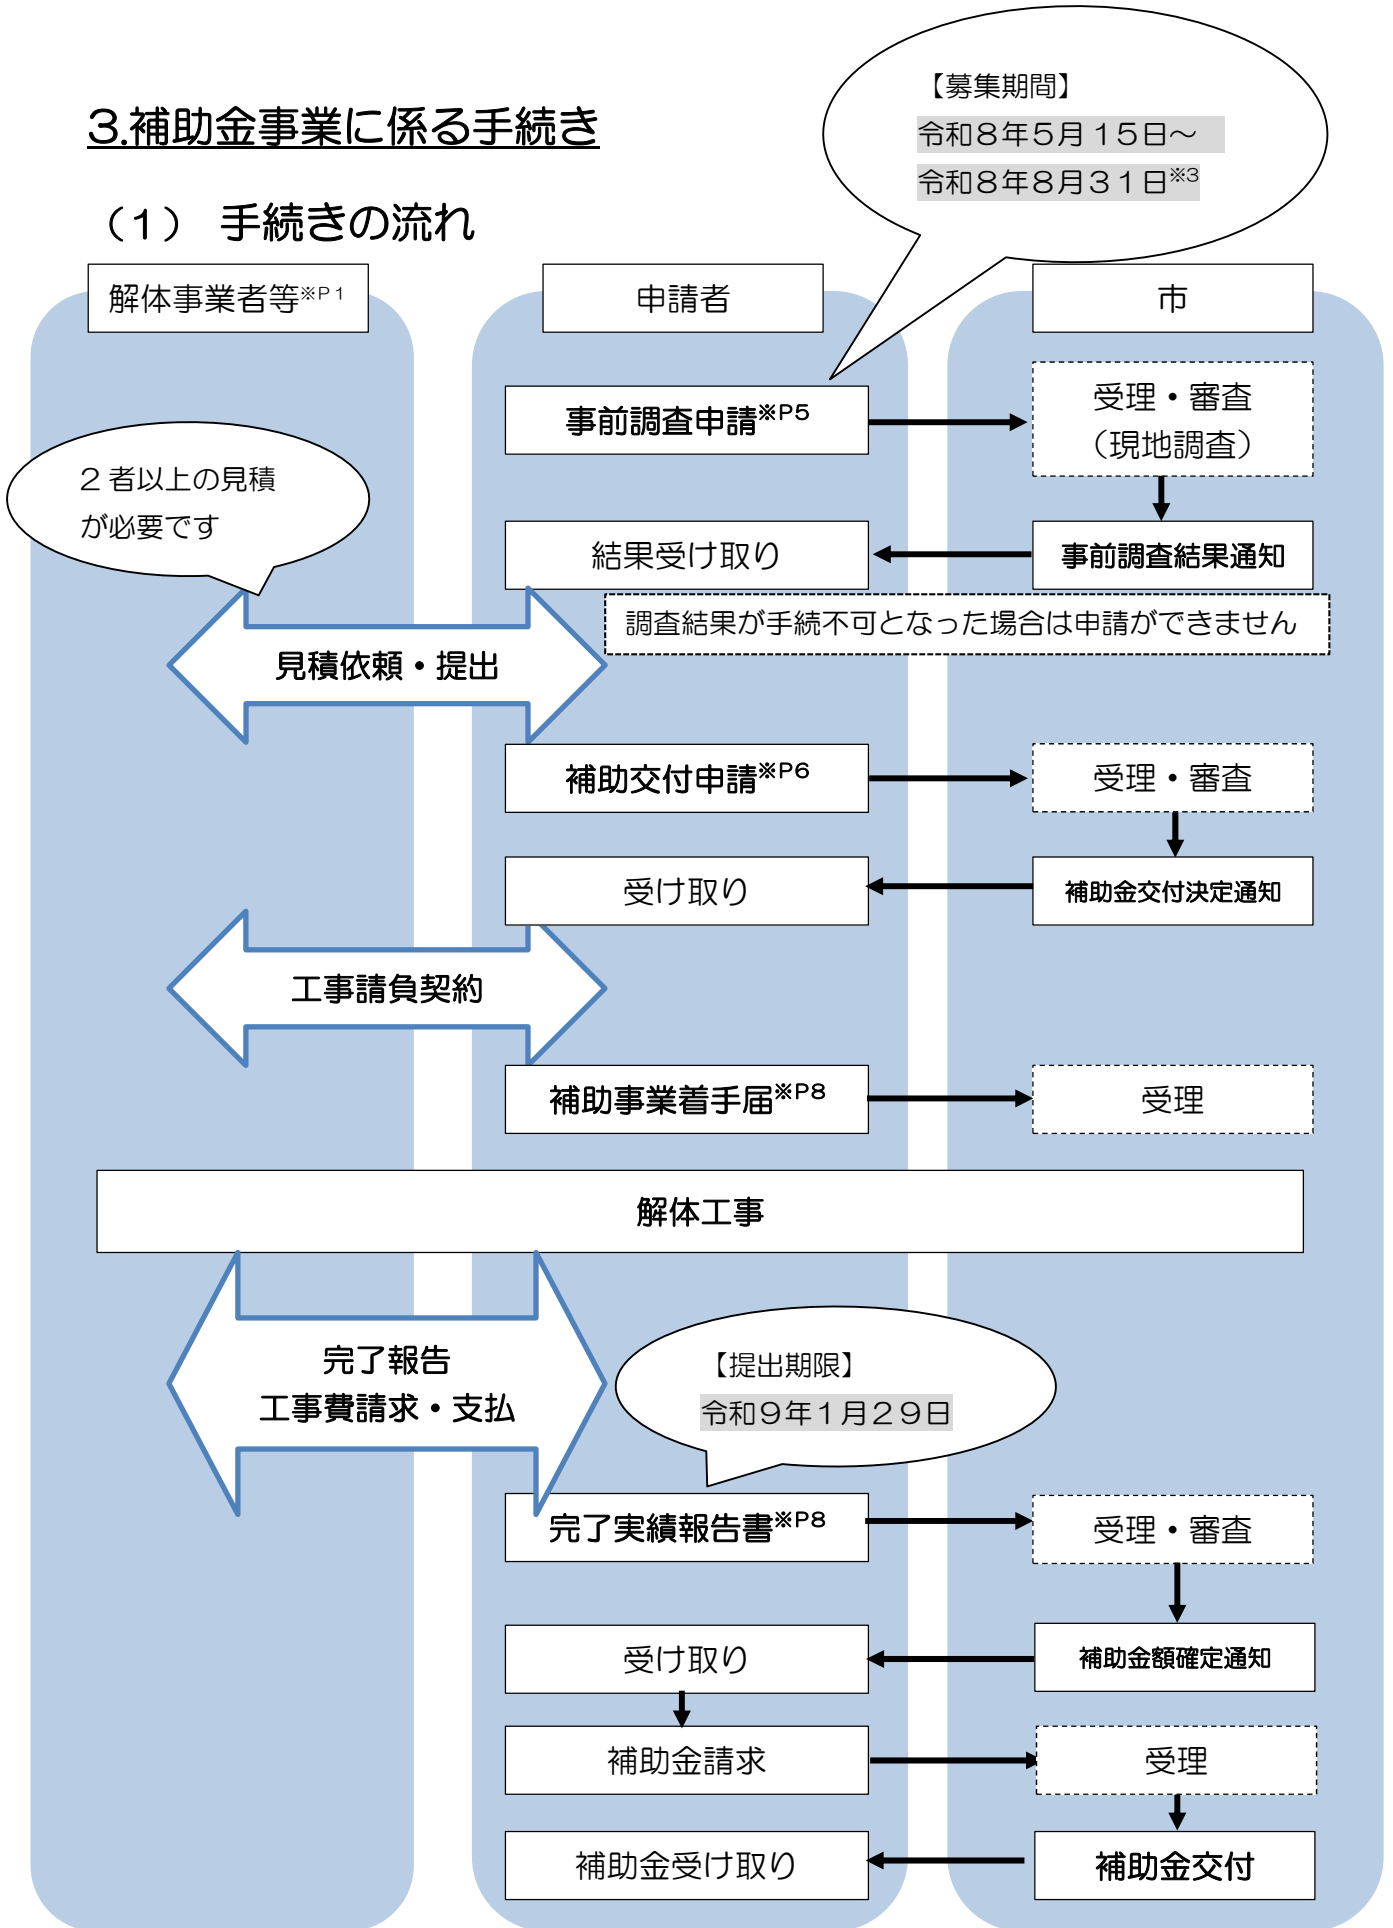 【募集期間】
令和８年５月15日～
令和８年８月３１日※3
3.補助金事業に係る手続き
（１） 手続きの流れ
解体事業者等※P1
申請者
市
事前調査申請※P5
受理・審査
（現地調査）
２者以上の見積
が必要です
結果受け取り
事前調査結果通知
調査結果が手続不可となった場合は申請ができません
見積依頼・提出
補助交付申請※P6
受理・審査
受け取り
補助金交付決定通知
工事請負契約
補助事業着手届※P8
受理
解体工事
完了報告
工事費請求・支払
【提出期限】
令和９年１月２９日
完了実績報告書※P8
受理・審査
受け取り
補助金額確定通知
補助金請求
受理
補助金受け取り
補助金交付